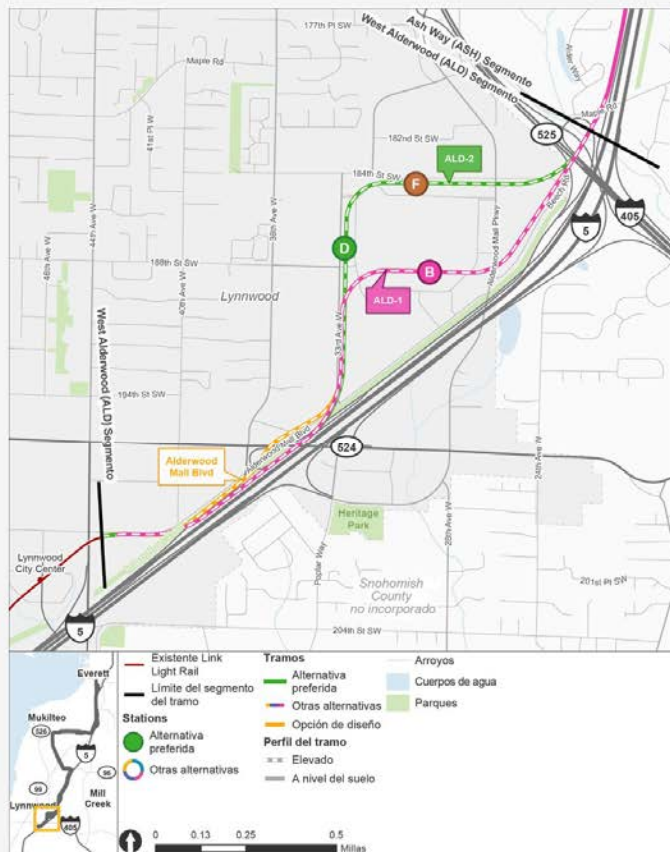 177th Pl SW
Ash Way (ASH) Segmento
West Alderwood (ALD) Segmento
Alder Way
Maple Rd
41st Pl W
Maple Rd
182nd St SW
525
ALD-2
184th St SW
F
Beech Rd
405
5
44th Ave W
36th Ave W
Alderwood Mall Pkwy
D
188th St SW
B
40th Ave W
Lynnwood
ALD-1
33rd Ave W
West Alderwood (ALD) Segmento
194th St SW
Alderwood Mall Blvd
524
Alderwood
Mall Blvd
24th Ave W
Heritage
Park
28th Ave W
Poplar Way
Lynnwood
City Center
Snohomish
County
no incorporado
201st Pl SW
5
204th St SW
Everett
Mukilteo
526
5
99
96
Mill
Creek
Lynnwood
405
Existente Link
Light Rail
Límite del segmento
del tramo
Stations
Alternativa
preferida
Otras alternativas
Tramos
Alternativa
preferida
Otras alternativas
Opción de diseño
Perfil del tramo
Elevado
A nivel del suelo
Arroyos
Cuerpos de agua
Parques
0 0.13 0.25 0.5
Millas